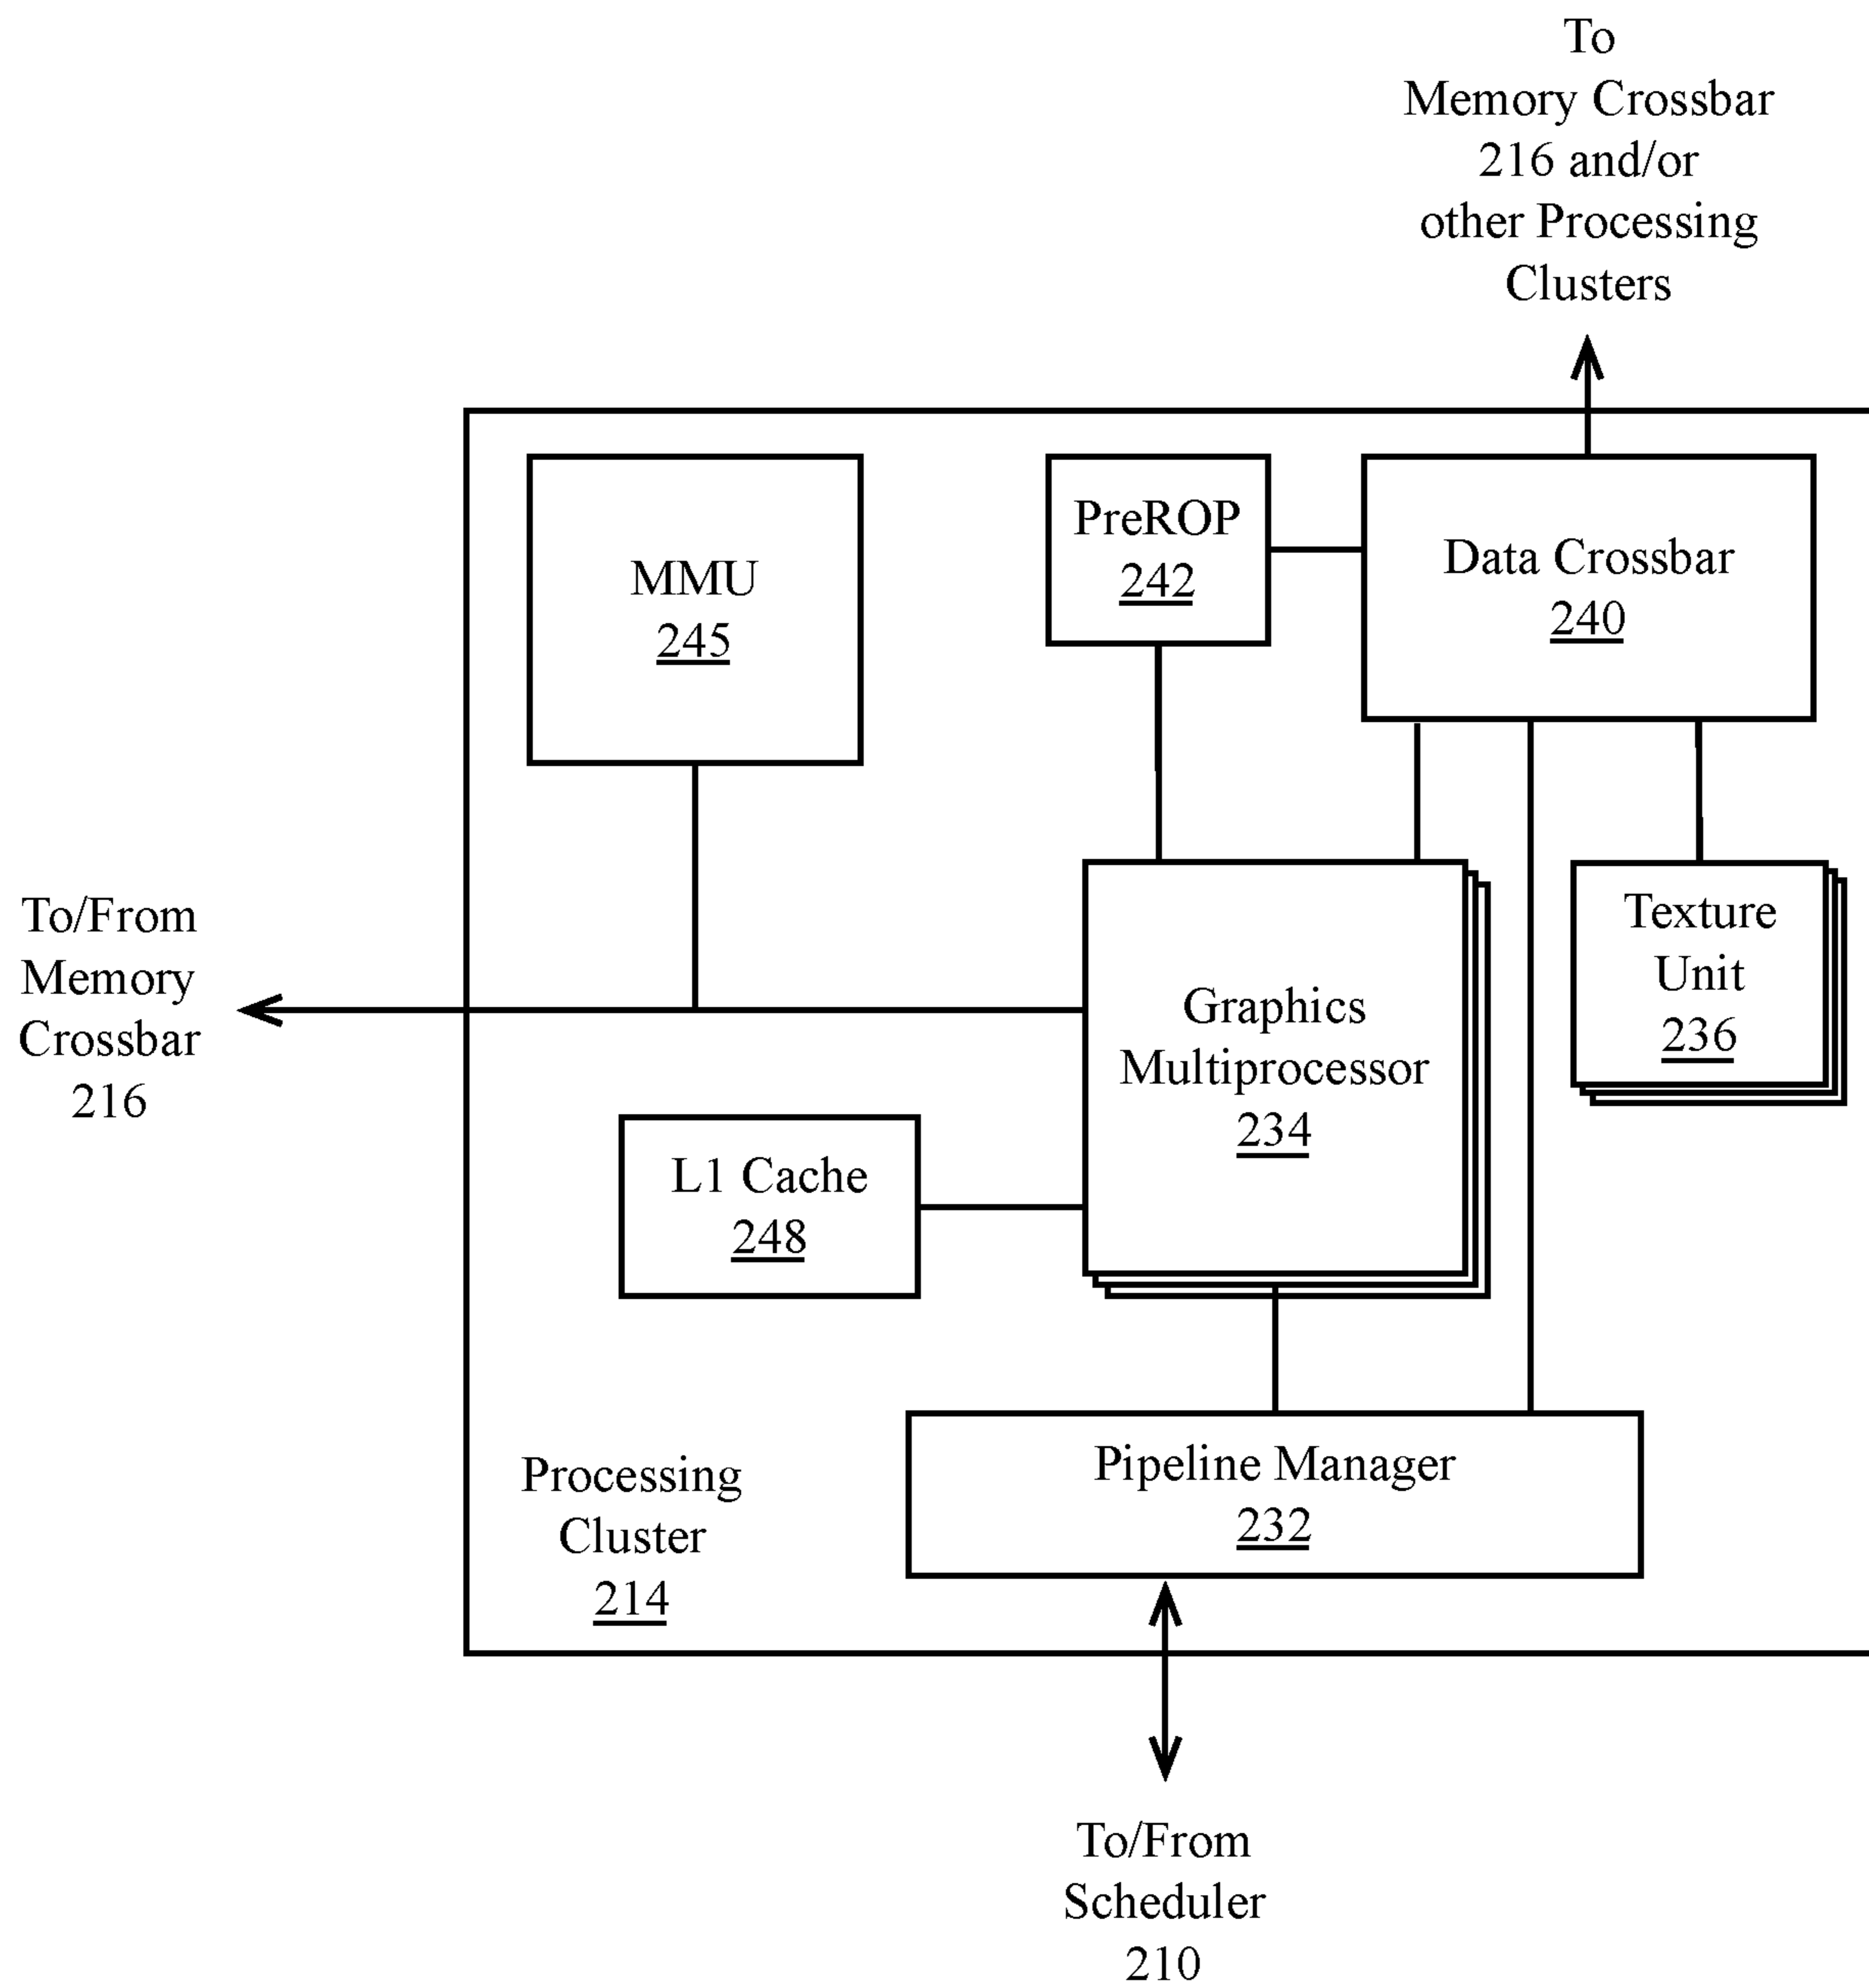 To
Memory Crossbar
216 and/or
other Processing
Clusters
MMU
245
PreROP
242
Data Crossbar
240
To/From
Memory
Crossbar
216
Graphics
Multiprocessor
234
Texture
Unit
236
L1 Cache
248
Processing
Cluster
214
Pipeline Manager
232
To/From
Scheduler
210